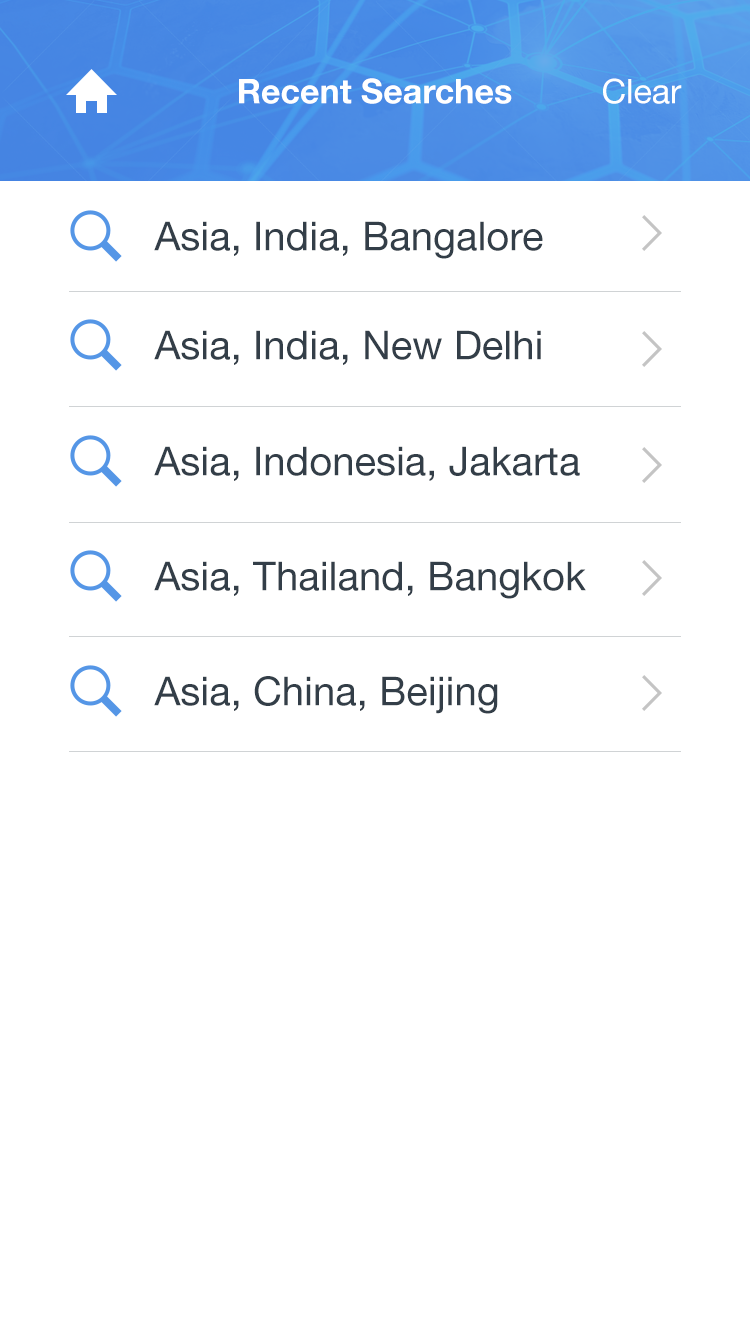 Recent Searches
Clear
Asia, India, Bangalore
Asia, India, New Delhi
Asia, Indonesia, Jakarta
Asia, Thailand, Bangkok
Asia, China, Beijing